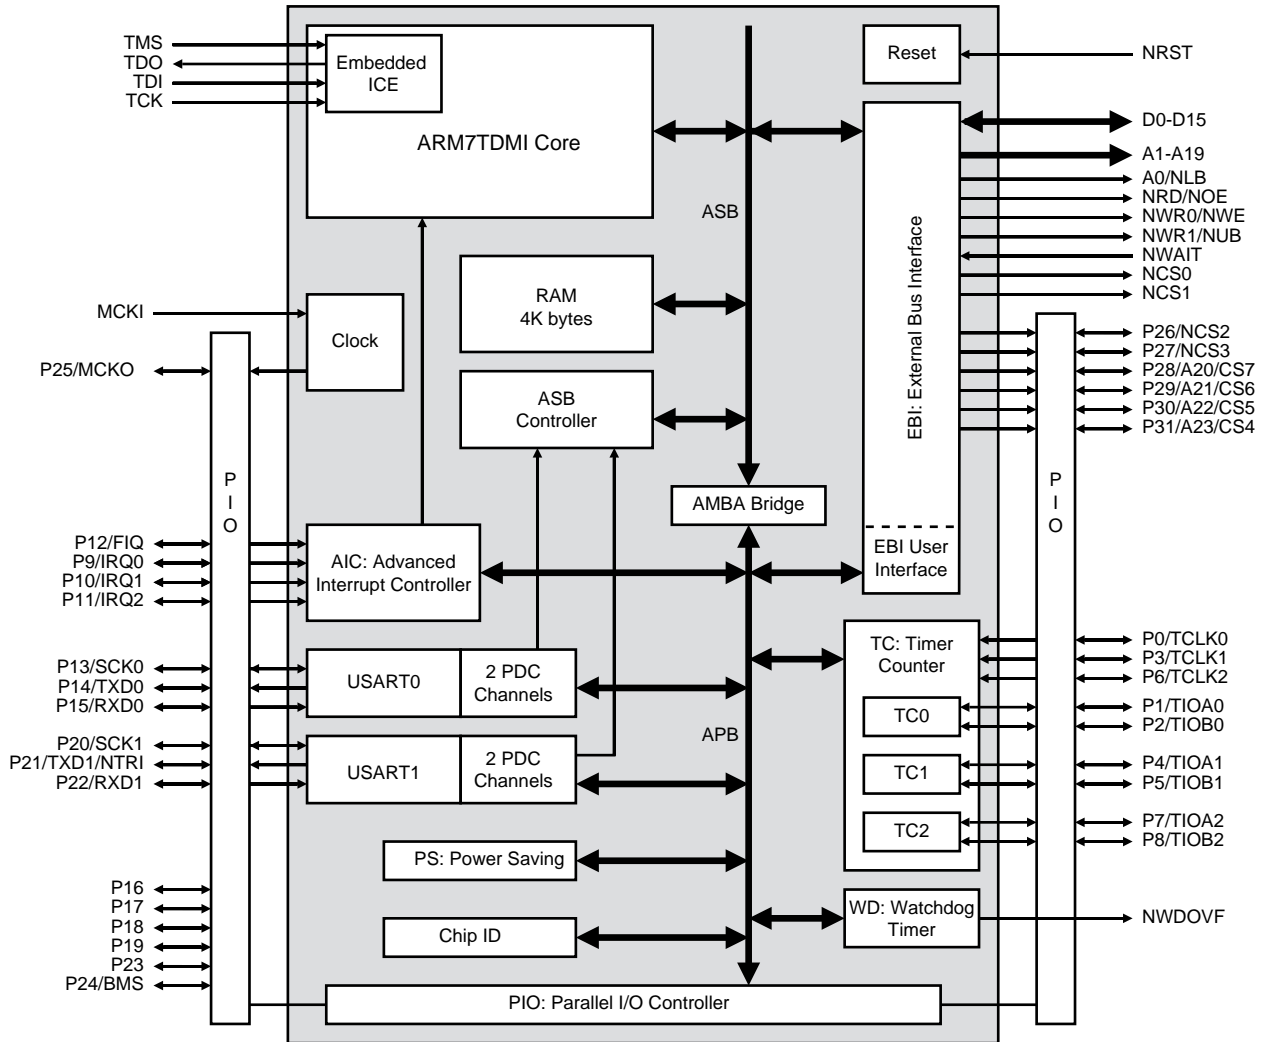 TMS
TDO
TDI
TCK
Embedded
ICE
ARM7TDMI Core
Reset
NRST
D0-D15
A1-A19
A0/NLB
NRD/NOE
NWR0/NWE
NWR1/NUB
NWAIT
NCS0
NCS1
ASB
EBI: External Bus Interface
RAM
4K bytes
MCKI
Clock
P25/MCKO
ASB
Controller
P26/NCS2
P27/NCS3
P28/A20/CS7
P29/A21/CS6
P30/A22/CS5
P31/A23/CS4
P
I
O
P
I
O
AMBA Bridge
EBI User
Interface
P12/FIQ
P9/IRQ0
P10/IRQ1
P11/IRQ2
AIC: Advanced
Interrupt Controller
P13/SCK0
P14/TXD0
P15/RXD0
USART0
2 PDC
Channels
P20/SCK1
P21/TXD1/NTRI
P22/RXD1
USART1
2 PDC
Channels
APB
TC: Timer
Counter
TC0
TC1
TC2
P0/TCLK0
P3/TCLK1
P6/TCLK2
P1/TIOA0
P2/TIOB0
P4/TIOA1
P5/TIOB1
P7/TIOA2
P8/TIOB2
PS: Power Saving
Chip ID
WD: Watchdog
Timer
NWDOVF
P16
P17
P18
P19
P23
P24/BMS
PIO: Parallel I/O Controller